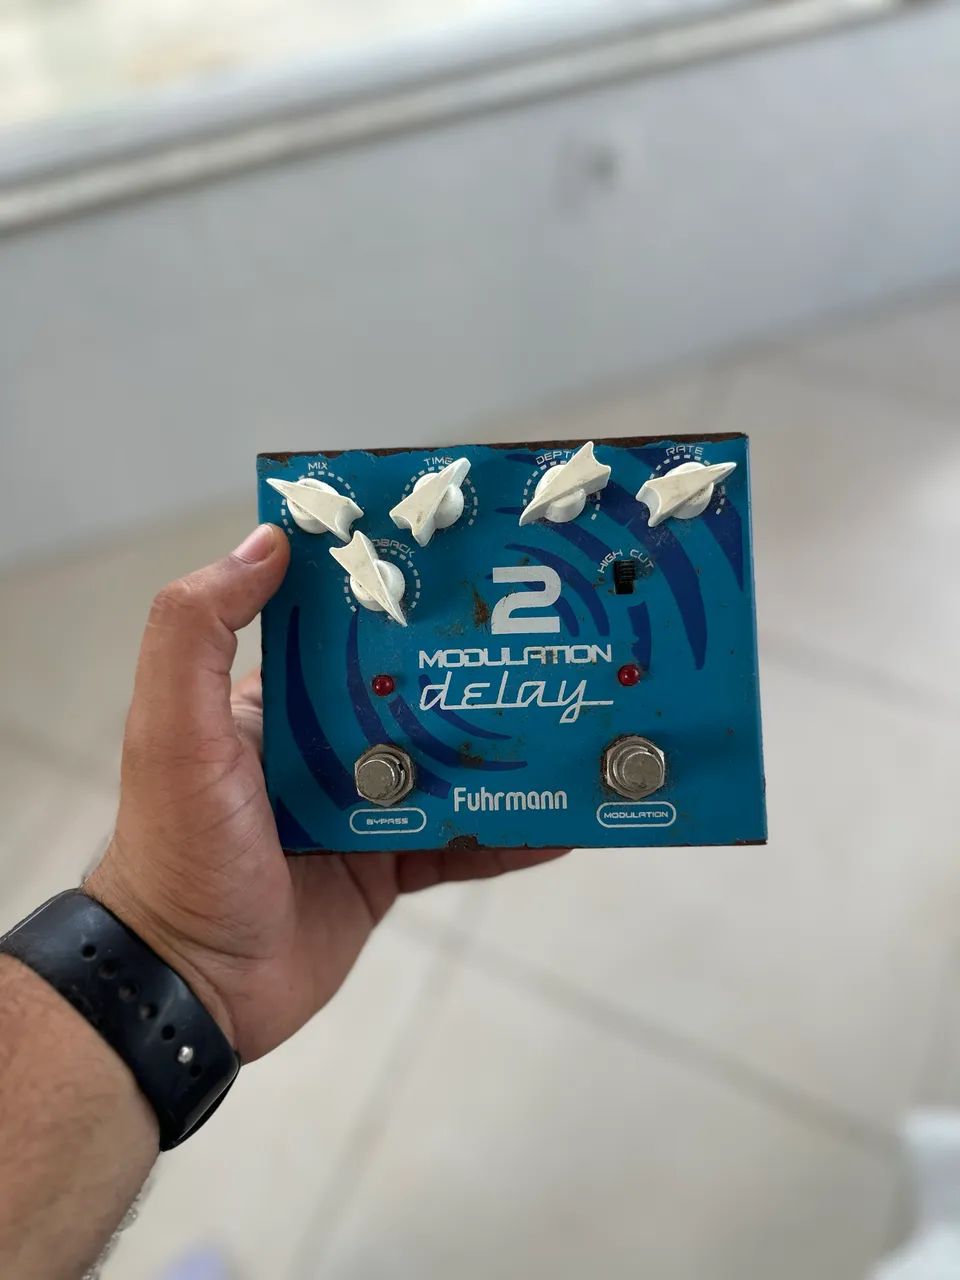 MIX
TIME
DEPTH
RATE
HIGH CUT
2
MODULATION
delay
Fuhrmann
BYPASS
MODULATION